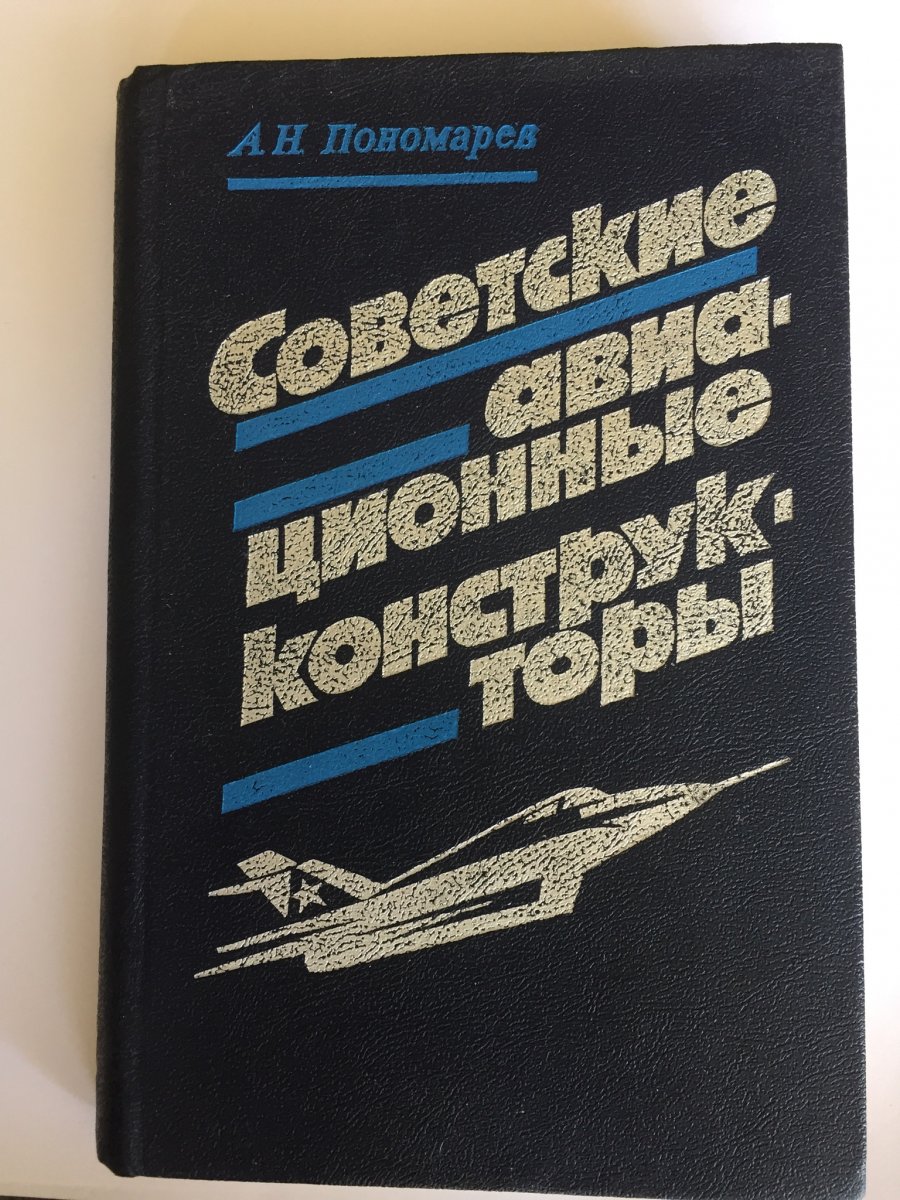 А.Н. Пономарев
Советские
авиа-
ционные
конструк-
торы